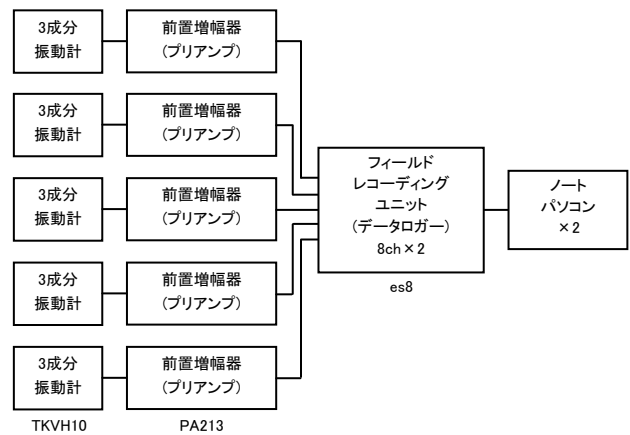 3成分
振動計
前置増幅器
(プリアンプ)
3成分
振動計
前置増幅器
(プリアンプ)
3成分
振動計
前置増幅器
(プリアンプ)
3成分
振動計
前置増幅器
(プリアンプ)
3成分
振動計
前置増幅器
(プリアンプ)
TKVH10
PA213
フィールド
レコーディング
ユニット
(データロガー)
8ch×2
es8
ノート
パソコン
×2